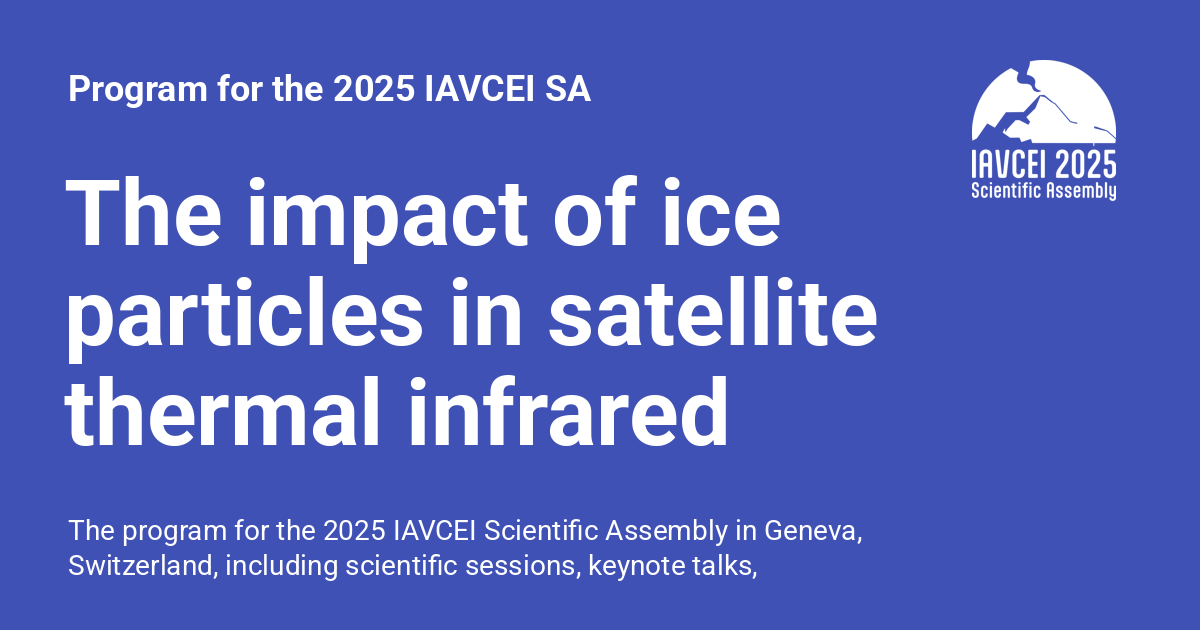 Program for the 2025 IAVCEI SA
IAVCEI 2025
Scientific Assembly
The impact of ice
particles in satellite
thermal infrared
The program for the 2025 IAVCEI Scientific Assembly in Geneva,
Switzerland, including scientific sessions, keynote talks,